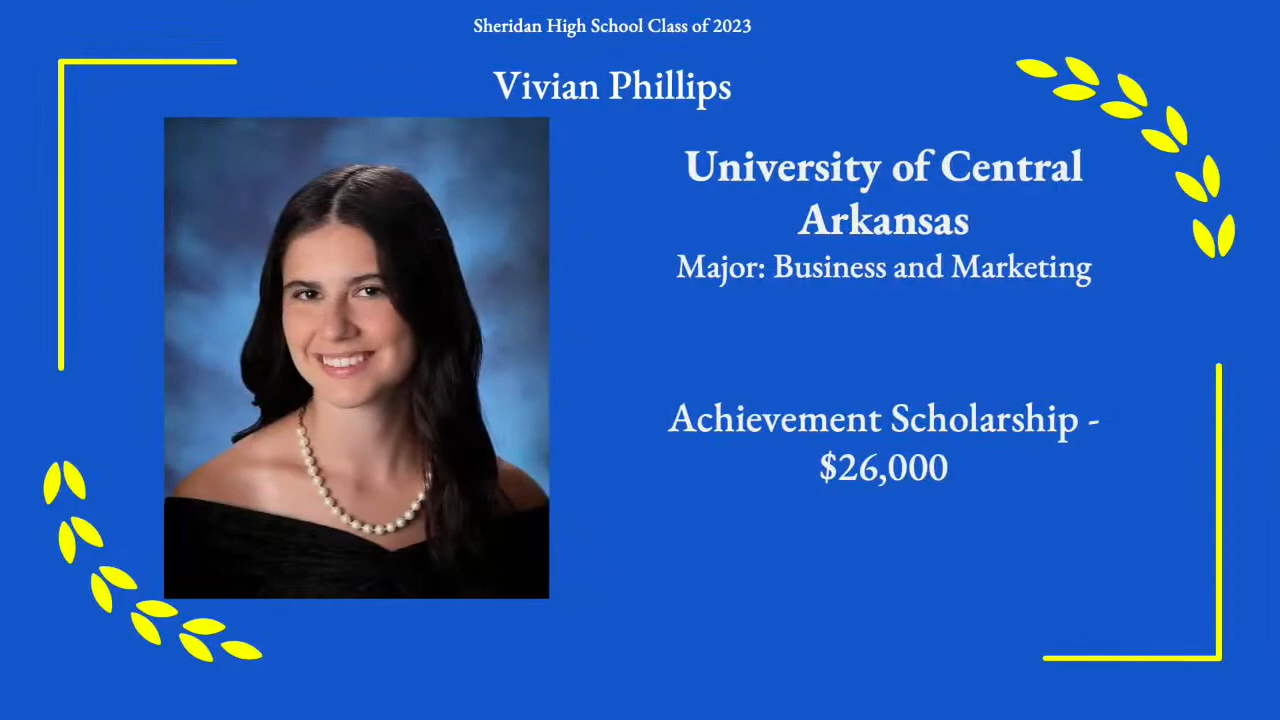 Sheridan High School Class of 2023
Vivian Phillips
University of Central
Arkansas
Major: Business and Marketing
Achievement Scholarship -
$26,000